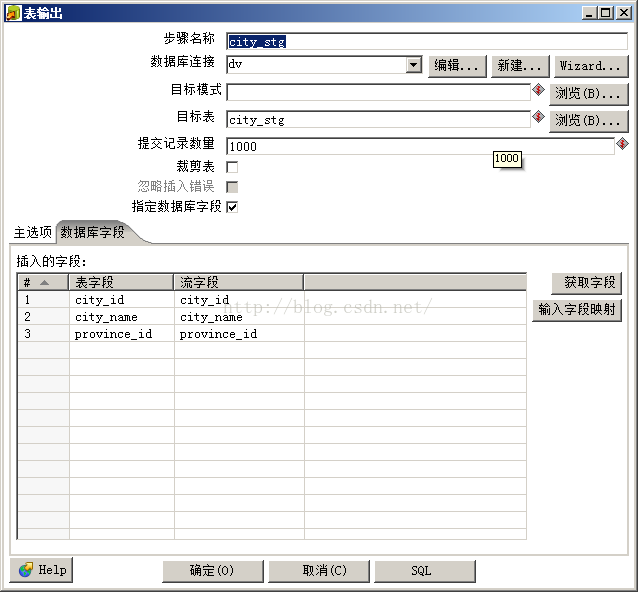 表输出
步骤名称 city_stg
数据库连接 dv 编辑... 新建... Wizard...
目标模式 浏览(B)...
目标表 city_stg 浏览(B)...
提交记录数量 1000
1000
裁剪表
忽略插入错误
指定数据库字段
主选项 数据库字段
插入的字段:
# 表字段 流字段 获取字段
1 city_id city_id
http://blog.csdn.net/
2 city_name city_name 输入字段映射
3 province_id province_id
Help 确定(O) 取消(C) SQL